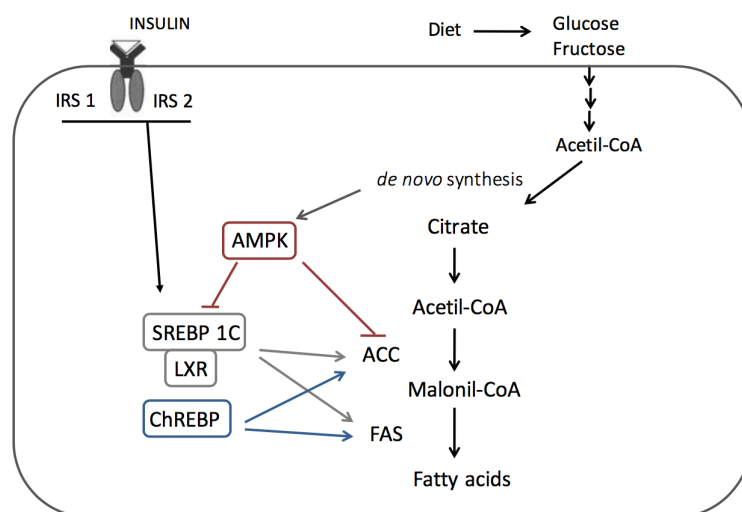 INSULIN
Diet
Glucose
Fructose
IRS 1
IRS 2
Acetil-CoA
de novo synthesis
Citrate
AMPK
Acetil-CoA
SREBP 1C
ACC
LXR
Malonil-CoA
ChREBP
FAS
Fatty acids